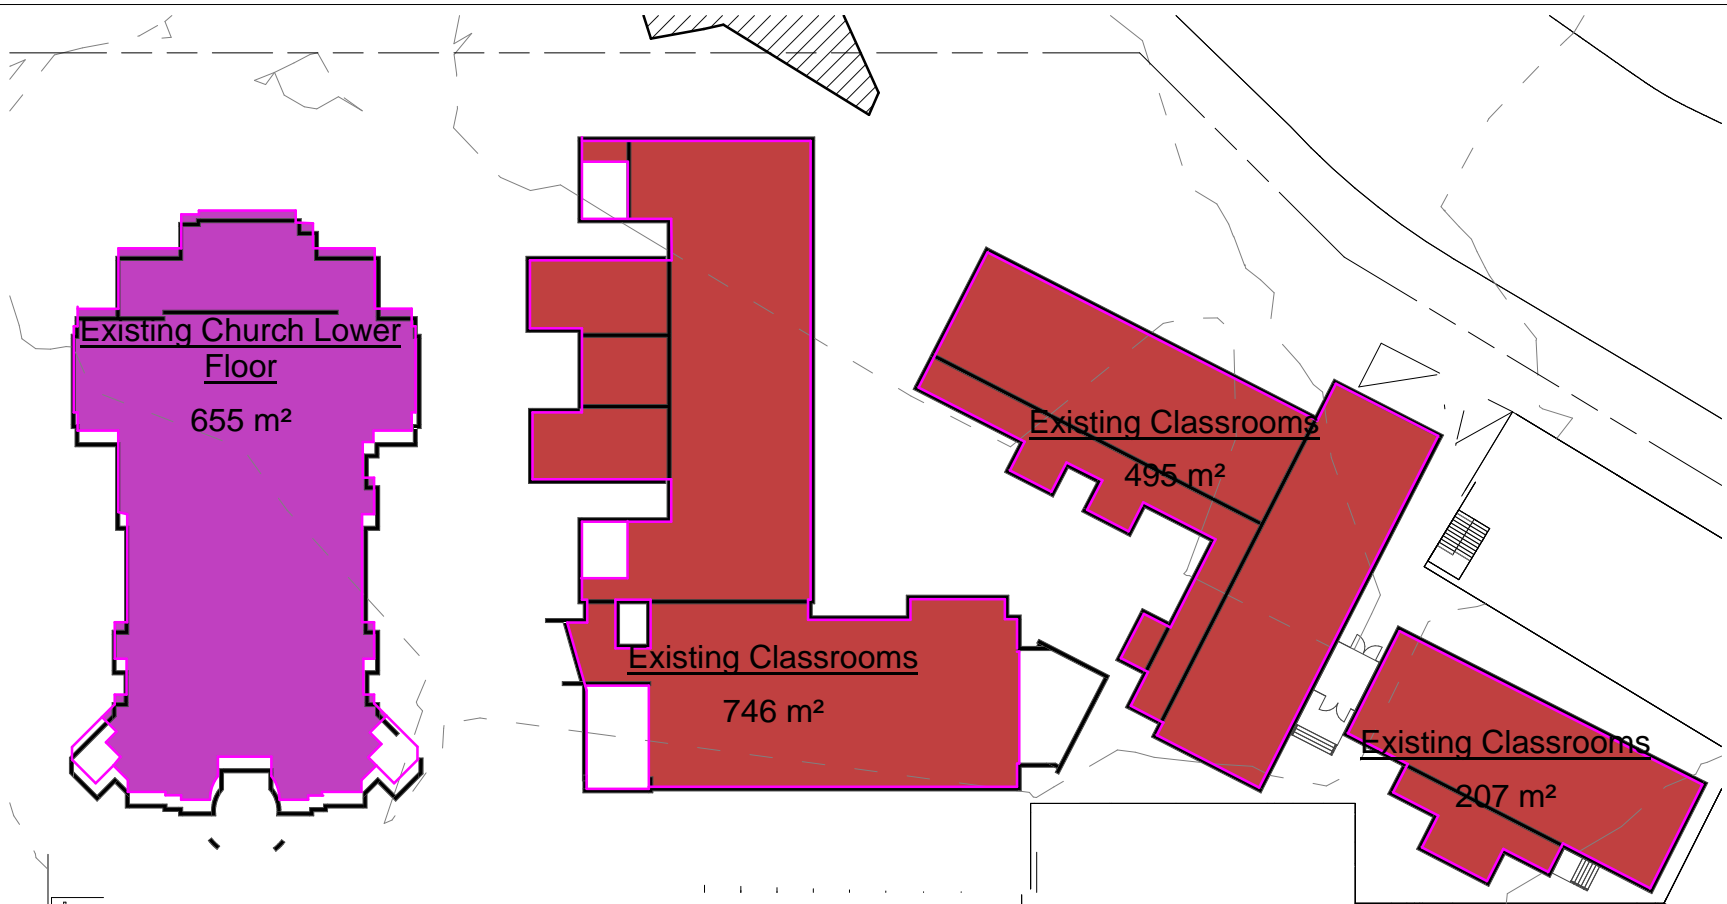 Existing Church Lower
Floor
655 m²
Existing Classrooms
495 m²
Existing Classrooms
746 m²
Existing Classrooms
207 m²